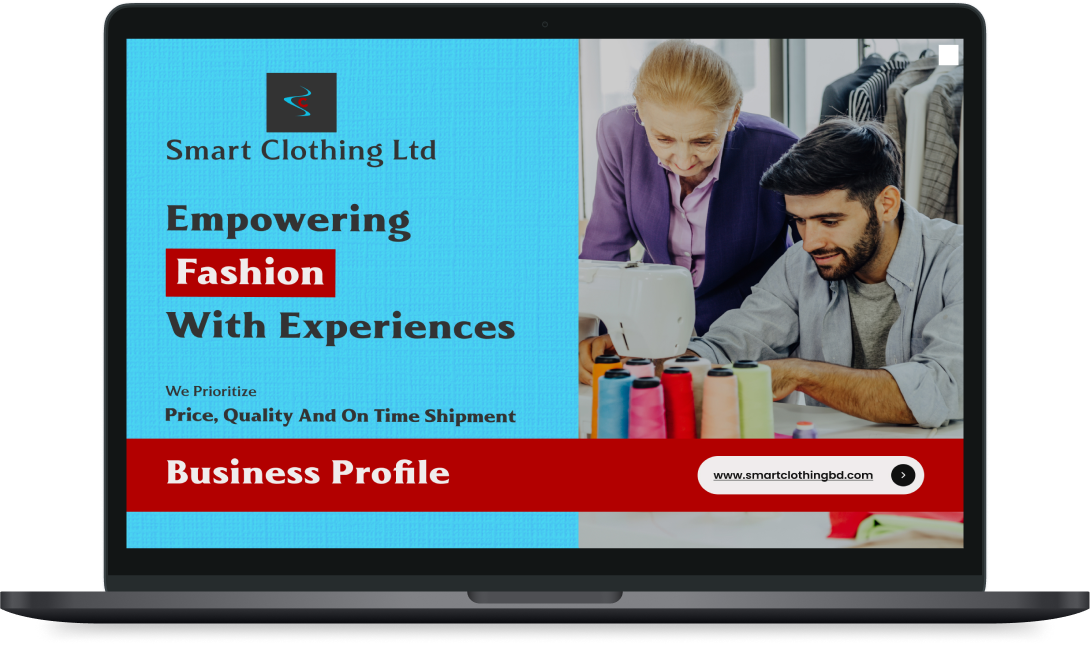 Smart Clothing Ltd
Empowering
Fashion
With Experiences
We Prioritize
Price, Quality And On Time Shipment
Business Profile
www.smartclothingbd.com